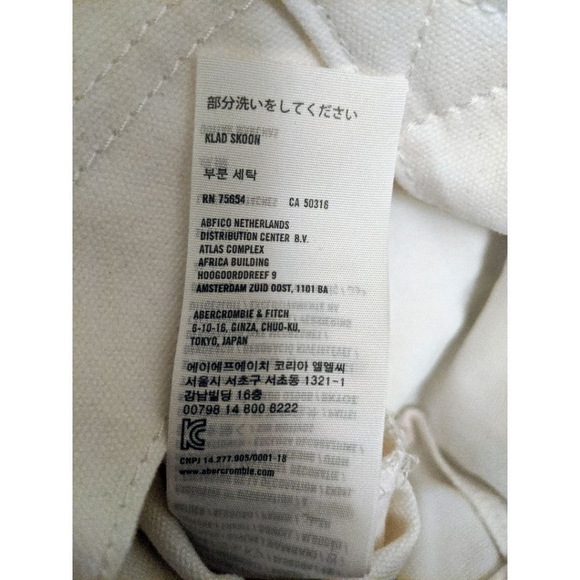 部分洗いをしてください
KLAD SKOON
부분 세탁
RN 75654 CA 50316
ABFICO NETHERLANDS
DISTRIBUTION CENTER B.V.
ATLAS COMPLEX
AFRICA BUILDING
HOOGOORDDREEF 9
AMSTERDAM ZUID OOST, 1101 BA
ABERCROMBIE & FITCH
6-10-16, GINZA, CHUO-KU,
TOKYO, JAPAN
에이에프에이치 코리아 엘엘씨
서울시 서초구 서초동 1321-1
강남빌딩 16층
00798 14 800 8222
CNPJ 14.277.905/0001-18
www.abercrombie.com